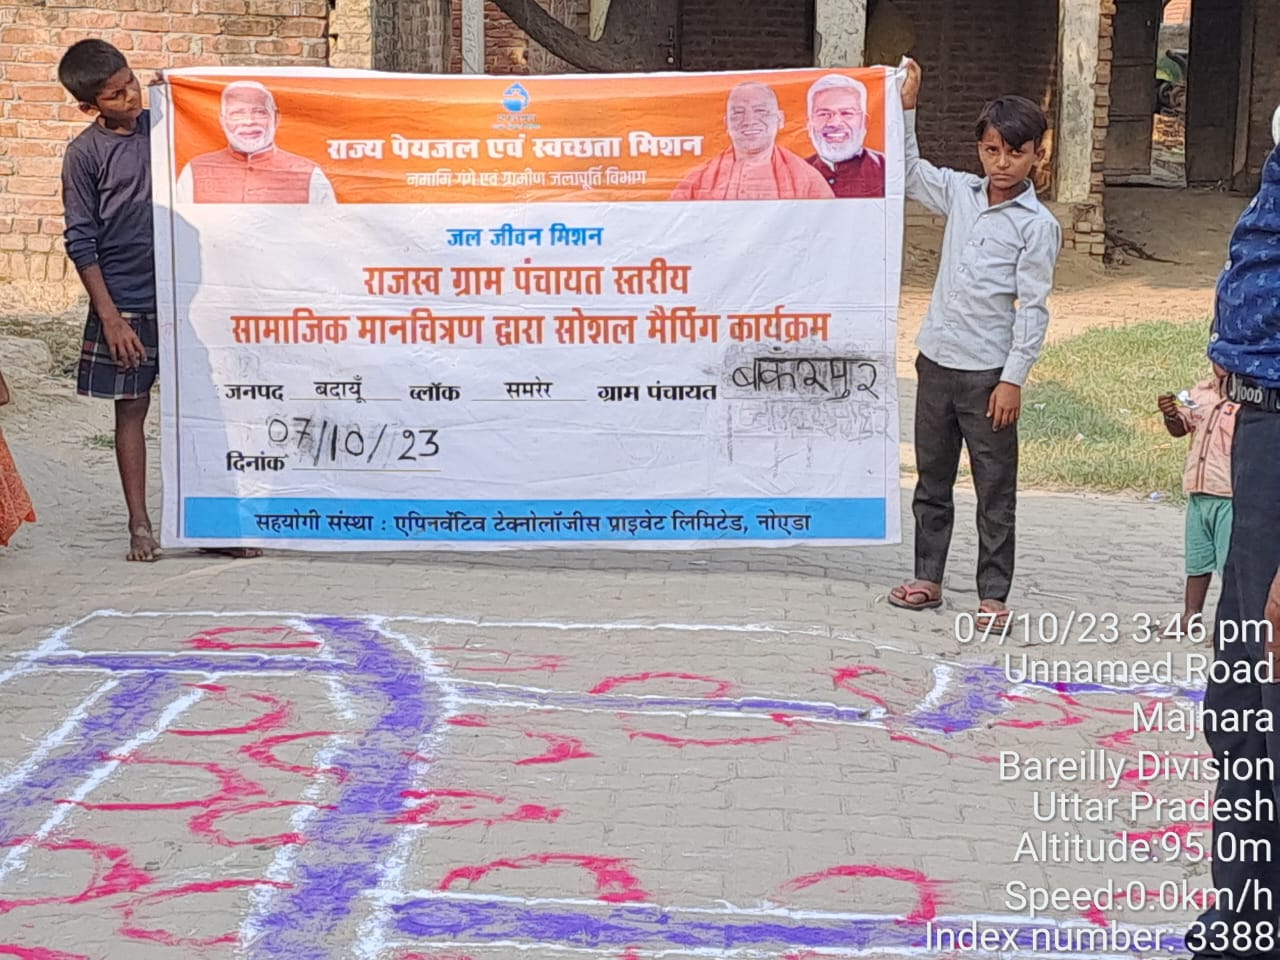 राज्य पेयजल एवं स्वच्छता मिशन
नमामि गंगे एवं ग्रामीण जलापूर्ति विभाग
जल जीवन मिशन
राजस्व ग्राम पंचायत स्तरीय
सामाजिक मानचित्रण द्वारा सोशल मैपिंग कार्यक्रम
जनपद बदायूँ ब्लॉक समरेर ग्राम पंचायत
दिनांक 07/10/23
सहयोगी संस्था : एपिनवेंटिव टेक्नोलॉजीस प्राइवेट लिमिटेड, नोएडा
07/10/23 3:46 pm
Unnamed Road
Majhara
Bareilly Division
Uttar Pradesh
Altitude:95.0m
Speed:0.0km/h
Index number: 3388